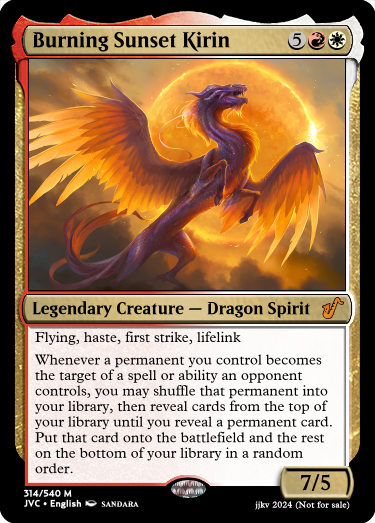 Burning Sunset Kirin 5
Legendary Creature — Dragon Spirit
Flying, haste, first strike, lifelink
Whenever a permanent you control becomes
the target of a spell or ability an opponent
controls, you may shuffle that permanent into
your library, then reveal cards from the top of
your library until you reveal a permanent card.
Put that card onto the battlefield and the rest
on the bottom of your library in a random
order.
7/5
314/540 M
JVC • English SANDARA
jjkv 2024 (Not for sale)